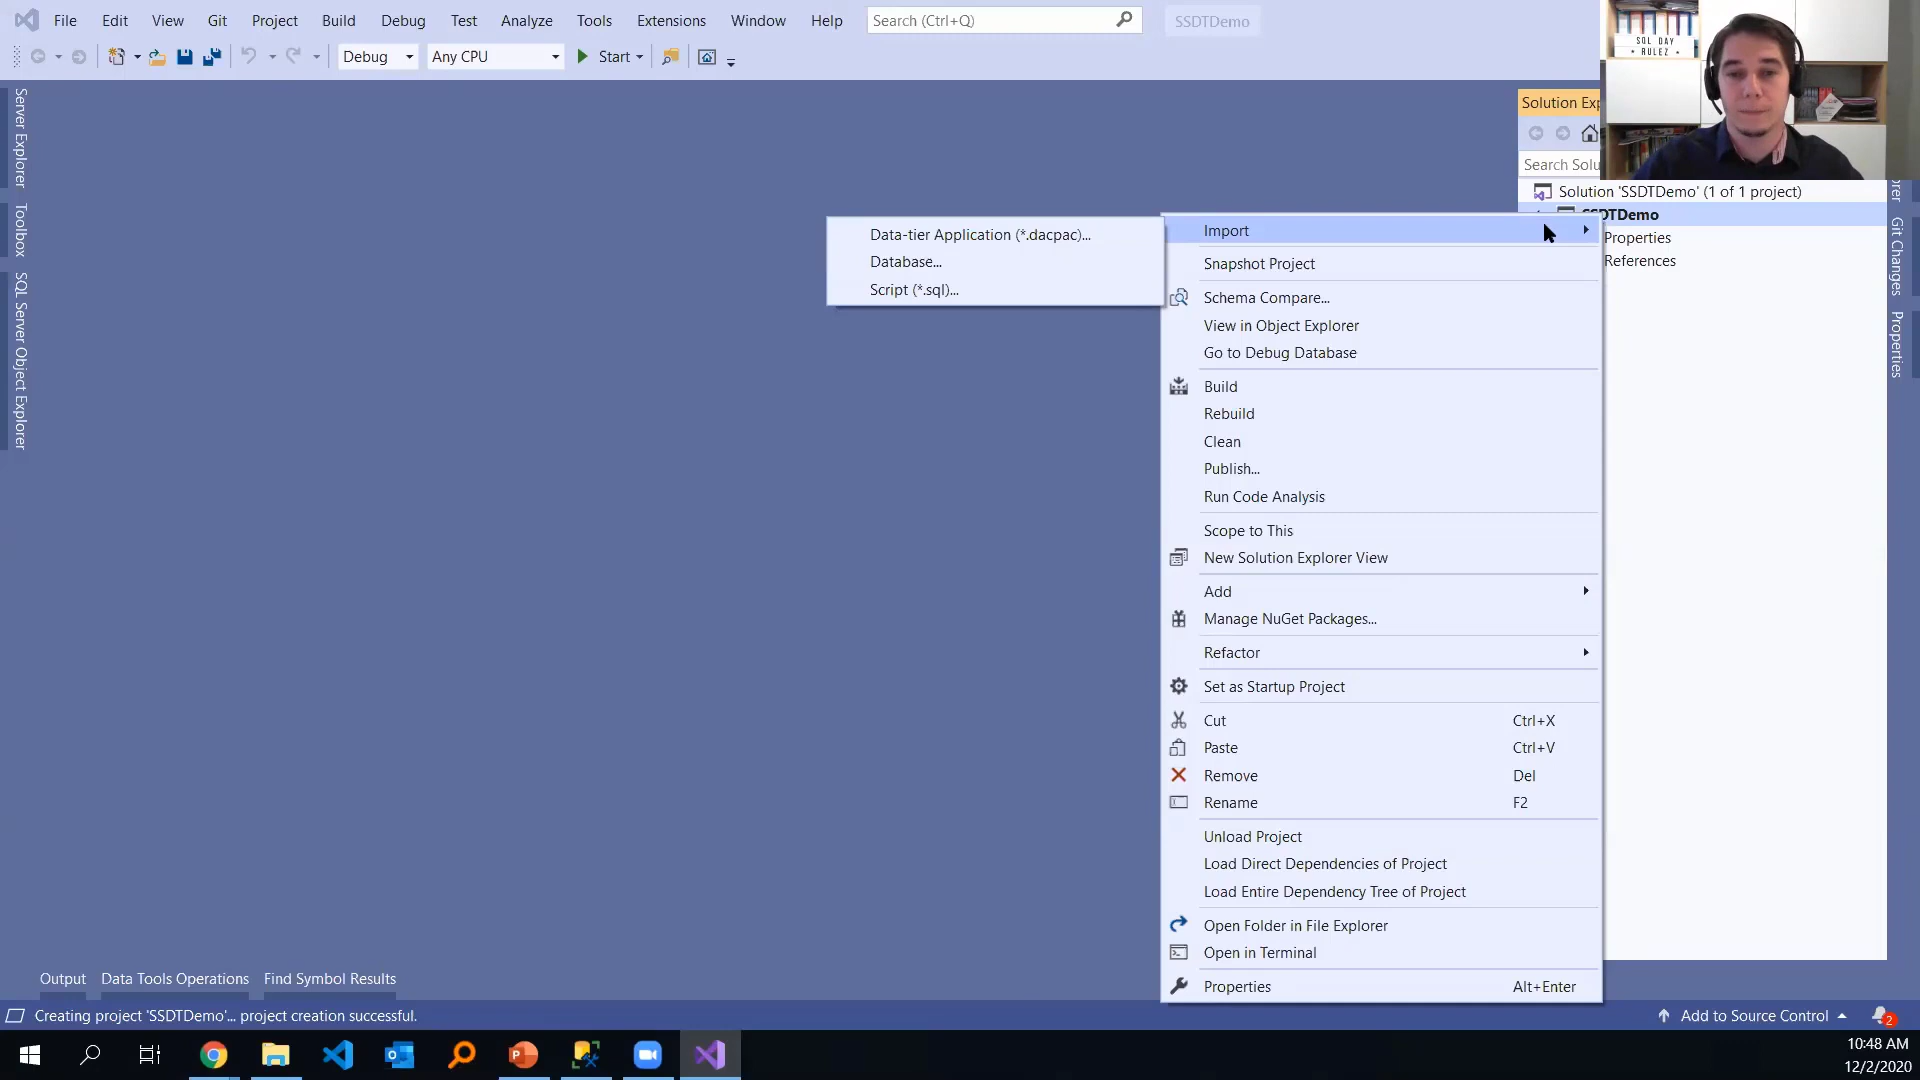 File Edit View Git Project Build Debug Test Analyze Tools Extensions Window Help Search (Ctrl+Q) SSDTDemo
Debug Any CPU Start
SQL DAY
• RULEZ •
Server Explorer
Toolbox
SQL Server Object Explorer
Solution Exp
Search Solu
Solution 'SSDTDemo' (1 of 1 project)
SSDTDemo
Properties
References
Git Changes
Properties
Data-tier Application (*.dacpac)...
Database...
Script (*.sql)...
Import
Snapshot Project
Schema Compare...
View in Object Explorer
Go to Debug Database
Build
Rebuild
Clean
Publish...
Run Code Analysis
Scope to This
New Solution Explorer View
Add
Manage NuGet Packages...
Refactor
Set as Startup Project
Cut Ctrl+X
Paste Ctrl+V
Remove Del
Rename F2
Unload Project
Load Direct Dependencies of Project
Load Entire Dependency Tree of Project
Open Folder in File Explorer
Open in Terminal
Properties Alt+Enter
Output Data Tools Operations Find Symbol Results
Creating project 'SSDTDemo'... project creation successful.
Add to Source Control 2
10:48 AM
12/2/2020